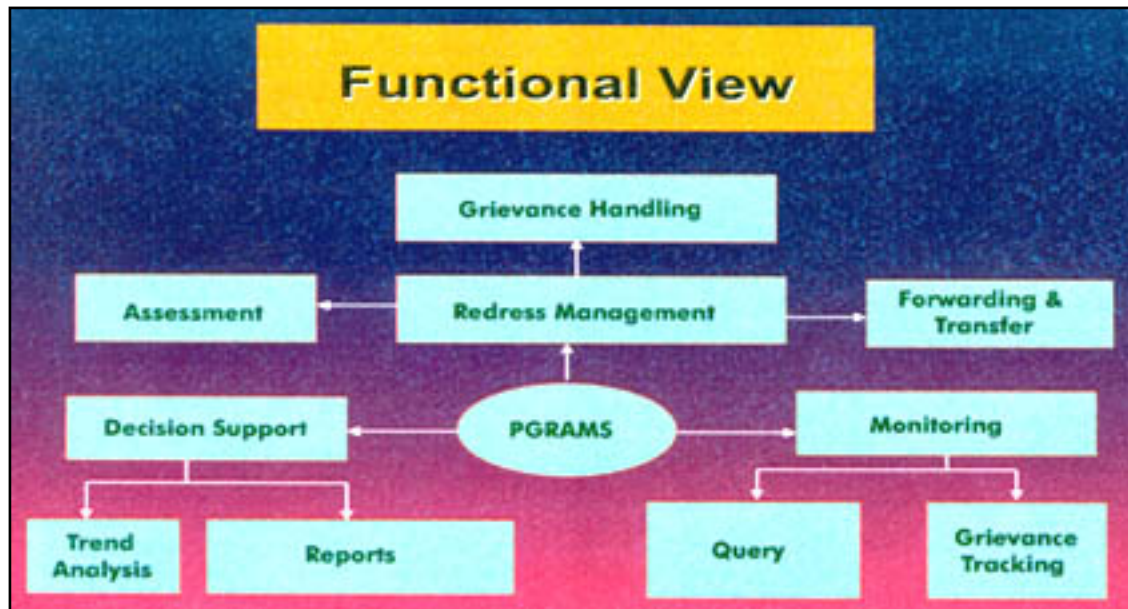 Functional View
Grievance Handling
Assessment
Redress Management
Forwarding &
Transfer
Decision Support
PGRAMS
Monitoring
Trend
Analysis
Reports
Query
Grievance
Tracking